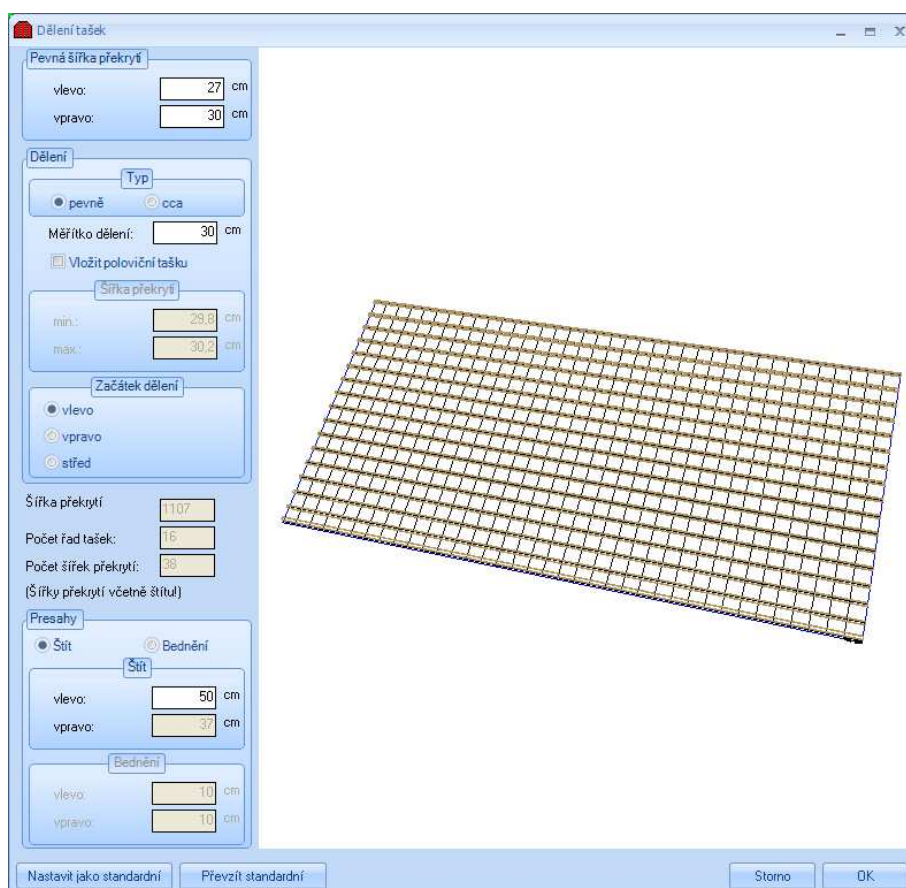 Dělení tašek
Pevná šířka překrytí
vlevo: 27 cm
vpravo: 30 cm
Dělení
Typ
pevně cca
Měřítko dělení: 30 cm
Vložit poloviční tašku
Šířka překrytí
min.: 29,8 cm
max.: 30,2 cm
Začátek dělení
vlevo
vpravo
střed
Šířka překrytí 1107
Počet řad tašek: 16
Počet šířek překrytí: 38
(Šířky překrytí včetně štítu!)
Presahy
Štít Bednění
Štít
vlevo: 50 cm
vpravo: 37 cm
Bednění
vlevo: 10 cm
vpravo: 10 cm
Nastavit jako standardní Převzít standardní Storno OK